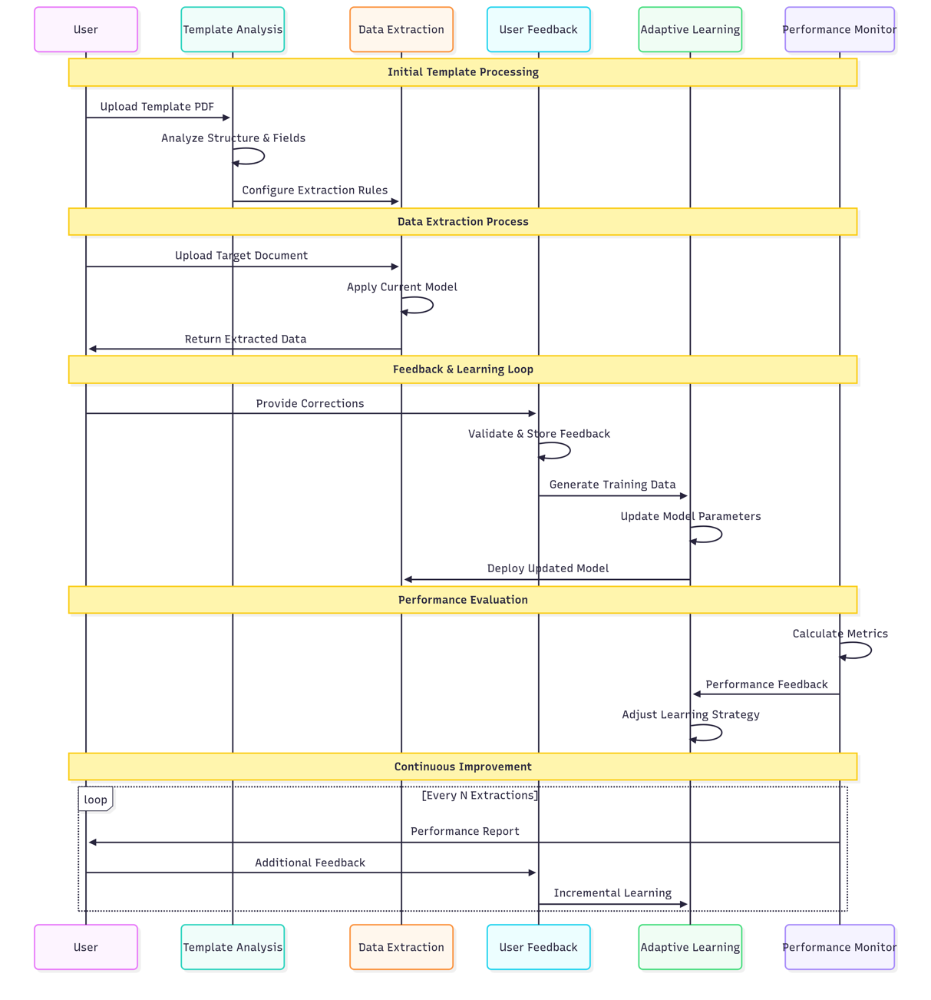 User
Template Analysis
Data Extraction
User Feedback
Adaptive Learning
Performance Monitor
Initial Template Processing
Upload Template PDF
Analyze Structure & Fields
Configure Extraction Rules
Data Extraction Process
Upload Target Document
Apply Current Model
Return Extracted Data
Feedback & Learning Loop
Provide Corrections
Validate & Store Feedback
Generate Training Data
Update Model Parameters
Deploy Updated Model
Performance Evaluation
Calculate Metrics
Performance Feedback
Adjust Learning Strategy
Continuous Improvement
loop
[Every N Extractions]
Performance Report
Additional Feedback
Incremental Learning
User
Template Analysis
Data Extraction
User Feedback
Adaptive Learning
Performance Monitor